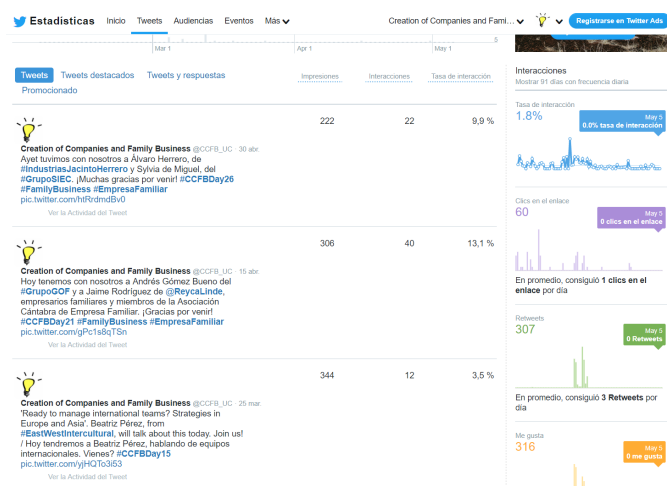 Estadísticas Inicio Tweets Audiencias Eventos Más Creation of Companies and Fami... Registrarse en Twitter Ads
5
Mar 1 Apr 1 May 1
Tweets Tweets destacados Tweets y respuestas Impresiones Interacciones Tasa de interacción
Promocionado
222 22 9,9 %
Creation of Companies and Family Business @CCFB_UC · 30 abr.
Ayet tuvimos con nosotros a Álvaro Herrero, de
#IndustriasJacintoHerrero y Sylvia de Miguel, del
#GrupoSIEC. ¡Muchas gracias por venir! #CCFBDay26
#FamilyBusiness #EmpresaFamiliar
pic.twitter.com/htRrdmdBv0
Ver la Actividad del Tweet
306 40 13,1 %
Creation of Companies and Family Business @CCFB_UC · 15 abr.
Hoy tenemos con nosotros a Andrés Gómez Bueno del
#GrupoGOF y a Jaime Rodríguez de @ReycaLinde,
empresarios familiares y miembros de la Asociación
Cántabra de Empresa Familiar. ¡Gracias por venir!
#CCFBDay21 #FamilyBusiness #EmpresaFamiliar
pic.twitter.com/gPc1s8qTSn
Ver la Actividad del Tweet
344 12 3,5 %
Creation of Companies and Family Business @CCFB_UC · 25 mar.
'Ready to manage international teams? Strategies in
Europe and Asia'. Beatriz Pérez, from
#EastWestIntercultural, will talk about this today. Join us!
/ Hoy tendremos a Beatriz Pérez, hablando de equipos
internacionales. Vienes? #CCFBDay15
pic.twitter.com/yjHQTo3i53
Ver la Actividad del Tweet
Interacciones
Mostrar 91 días con frecuencia diaria
Tasa de interacción
1.8%
May 5
0.0% tasa de interacción
Clics en el enlace
60
May 5
0 clics en el enlace
En promedio, consiguió 1 clics en el
enlace por día
Retweets
307
May 5
0 Retweets
En promedio, consiguió 3 Retweets por
día
Me gusta
316
May 5
0 me gusta